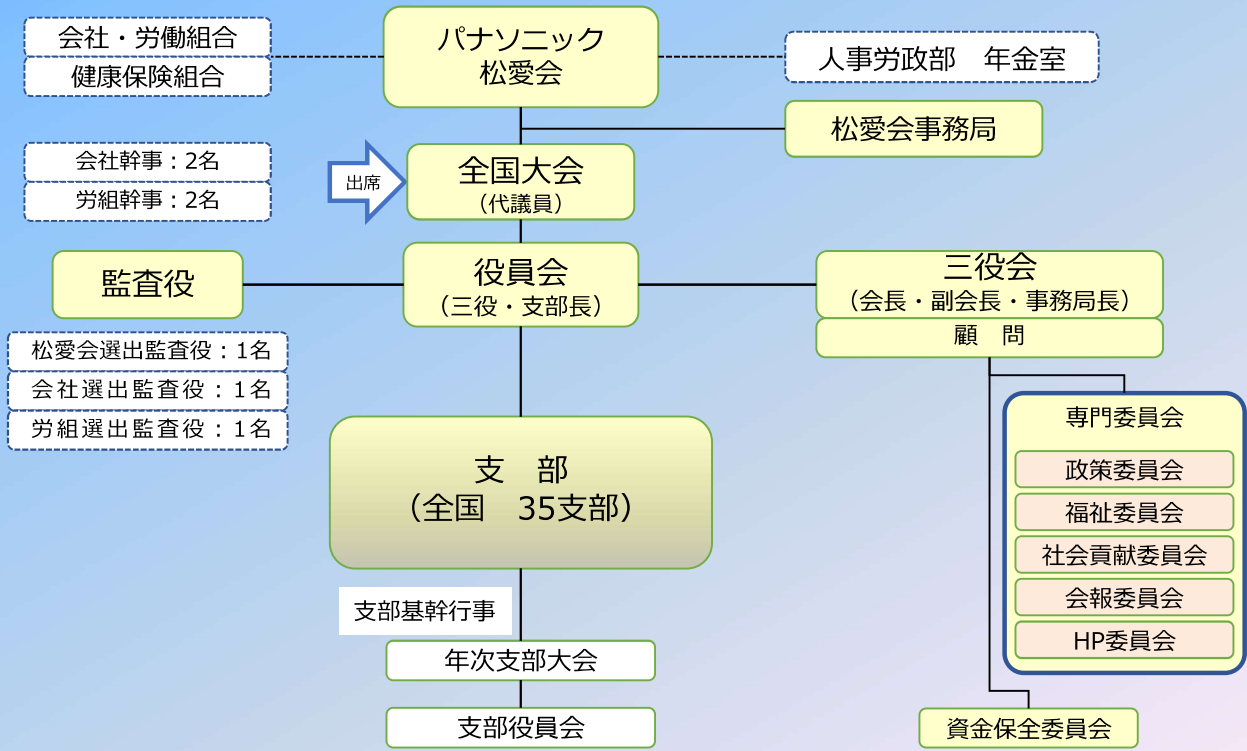 会社・労働組合
健康保険組合
パナソニック
松愛会
人事労政部　年金室
松愛会事務局
会社幹事：2名
労組幹事：2名
出席
全国大会
（代議員）
監査役
役員会
（三役・支部長）
三役会
（会長・副会長・事務局長）
顧　問
松愛会選出監査役：1名
会社選出監査役：1名
労組選出監査役：1名
支　部
（全国　35支部）
専門委員会
政策委員会
福祉委員会
社会貢献委員会
会報委員会
HP委員会
支部基幹行事
年次支部大会
支部役員会
資金保全委員会